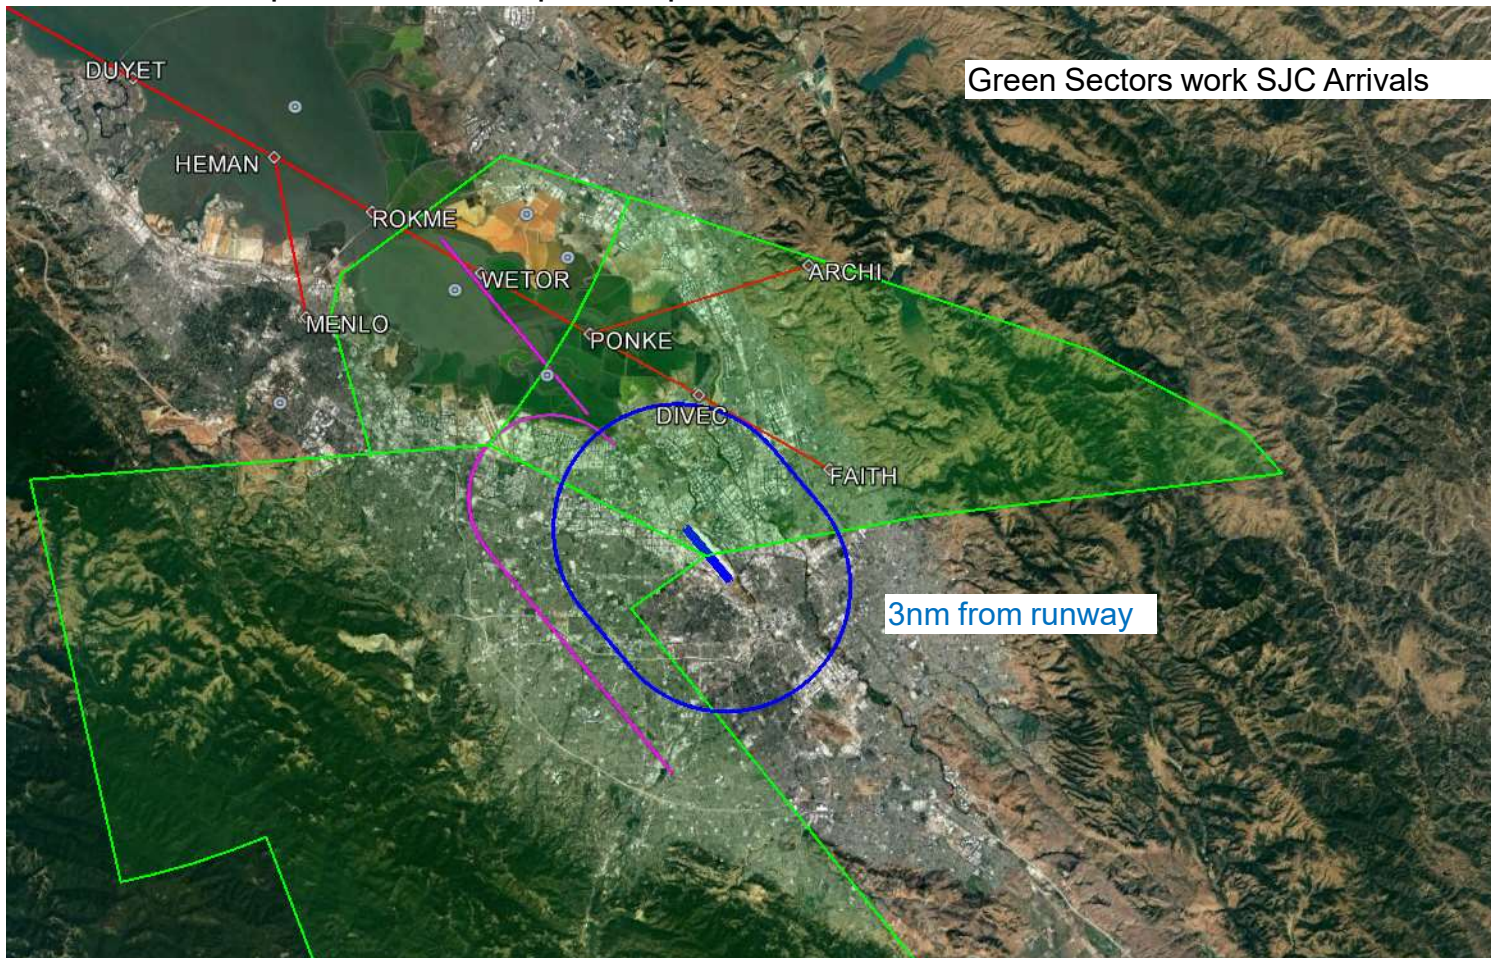 Green Sectors work SJC Arrivals
DUYET
HEMAN
ROKME
WETOR
ARCHI
MENLO
PONKE
DIVEC
FAITH
3nm from runway